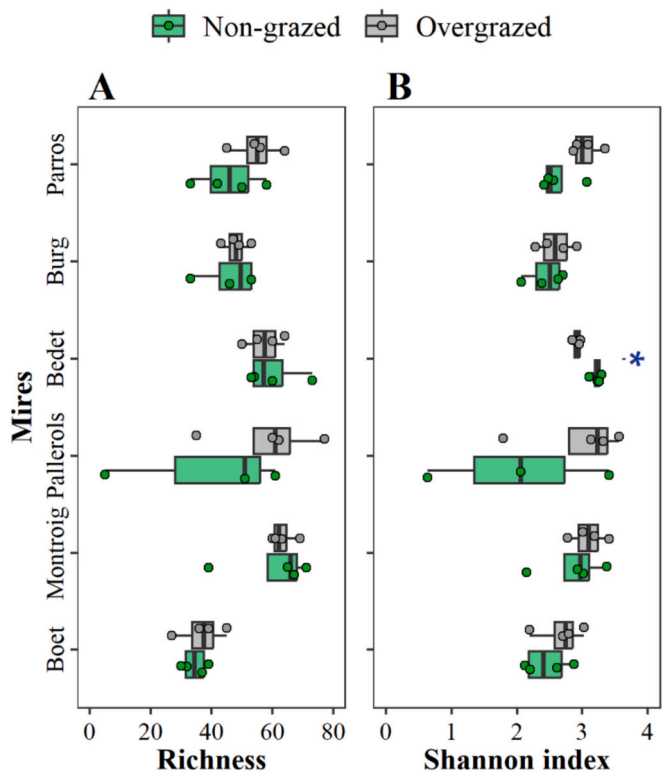 Non-grazed Overgrazed
A B
Mires
Parros
Burg
Bedet
*
Pallerols
Montroig
Boet
0 20 40 60 80 0 1 2 3 4
Richness Shannon index